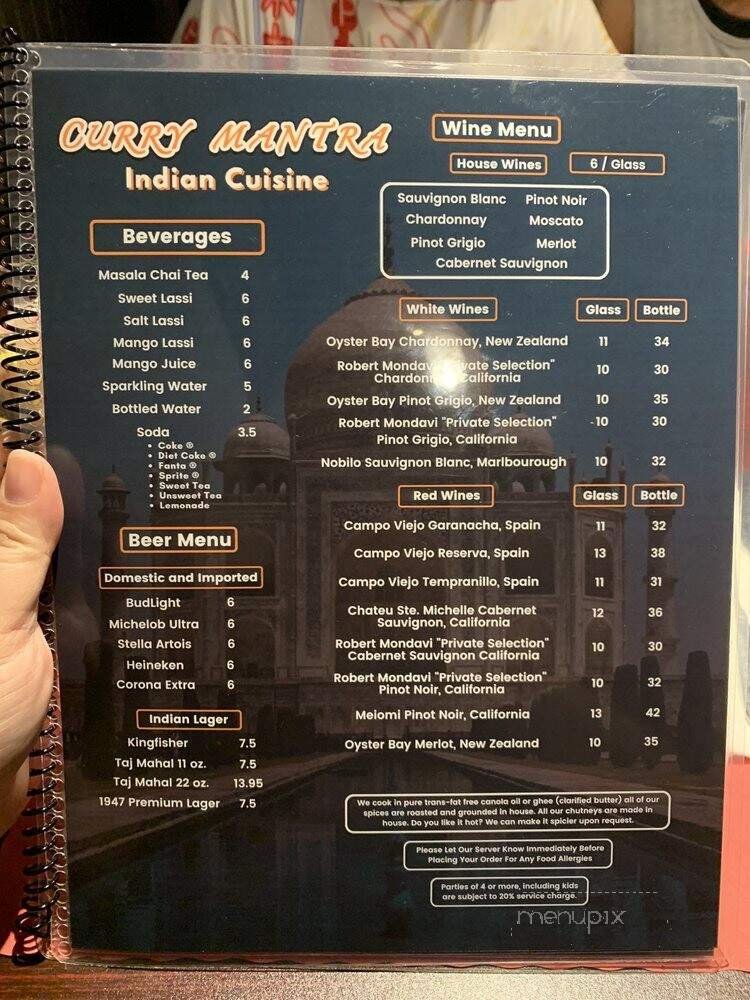 CURRY MANTRA
Indian Cuisine
Beverages
Masala Chai Tea 4
Sweet Lassi 6
Salt Lassi 6
Mango Lassi 6
Mango Juice 6
Sparkling Water 5
Bottled Water 2
Soda 3.5
• Coke ®
• Diet Coke ®
• Fanta ®
• Sprite ®
• Sweet Tea
• Unsweet Tea
• Lemonade
Beer Menu
Domestic and Imported
BudLight 6
Michelob Ultra 6
Stella Artois 6
Heineken 6
Corona Extra 6
Indian Lager
Kingfisher 7.5
Taj Mahal 11 oz. 7.5
Taj Mahal 22 oz. 13.95
1947 Premium Lager 7.5
Wine Menu
House Wines 6 / Glass
Sauvignon Blanc Pinot Noir
Chardonnay Moscato
Pinot Grigio Merlot
Cabernet Sauvignon
White Wines Glass Bottle
Oyster Bay Chardonnay, New Zealand 11 34
Robert Mondavi "Private Selection"
Chardonnay, California 10 30
Oyster Bay Pinot Grigio, New Zealand 10 35
Robert Mondavi "Private Selection" -10 30
Pinot Grigio, California
Nobilo Sauvignon Blanc, Marlbourough 10 32
Red Wines Glass Bottle
Campo Viejo Garanacha, Spain 11 32
Campo Viejo Reserva, Spain 13 38
Campo Viejo Tempranillo, Spain 11 31
Chateu Ste. Michelle Cabernet 12 36
Sauvignon, California
Robert Mondavi "Private Selection" 10 30
Cabernet Sauvignon California
Robert Mondavi "Private Selection" 10 32
Pinot Noir, California
Meiomi Pinot Noir, California 13 42
Oyster Bay Merlot, New Zealand 10 35
We cook in pure trans-fat free canola oil or ghee (clarified butter) all of our
spices are roasted and grounded in house. All our chutneys are made in
house. Do you like it hot? We can make it spicier upon request.
Please Let Our Server Know Immediately Before
Placing Your Order For Any Food Allergies
Parties of 4 or more, including kids
are subject to 20% service charge.
menupix